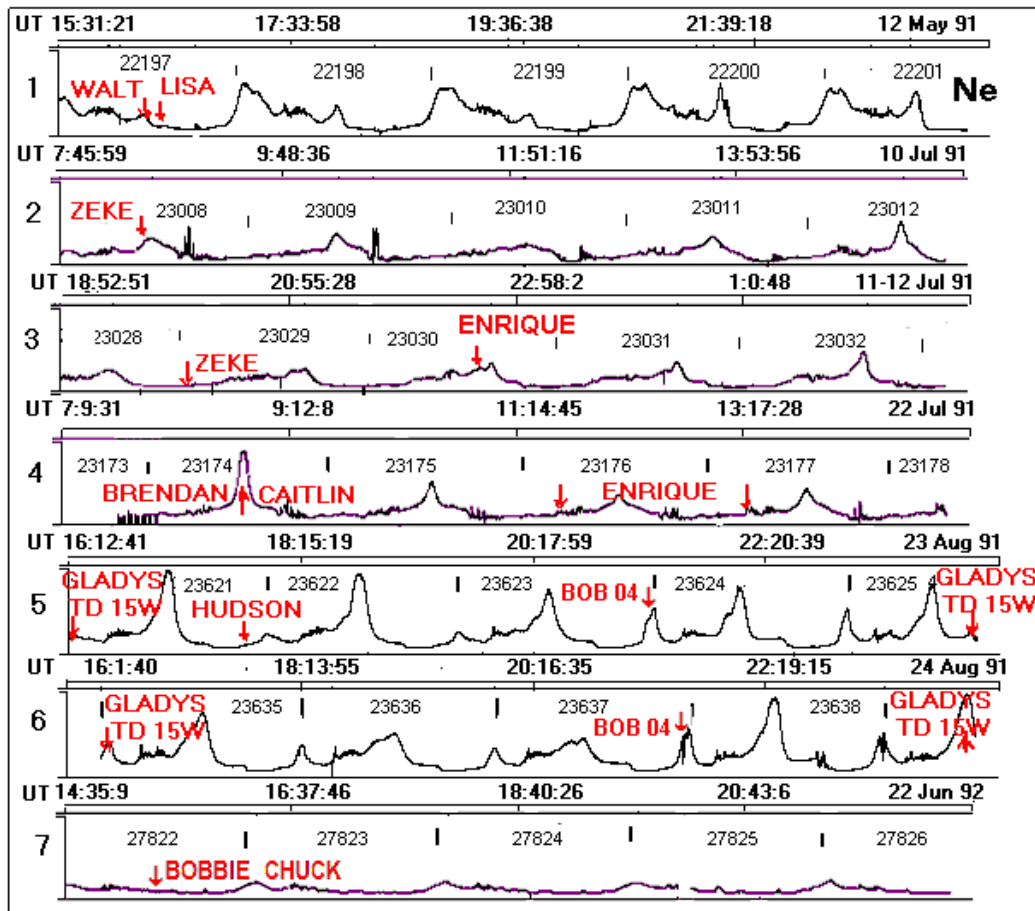 UT 15:31:21 17:33:58 19:36:38 21:39:18 12 May 91
1 22197 22198 22199 22200 22201 Ne
WALT LISA
UT 7:45:59 9:48:36 11:51:16 13:53:56 10 Jul 91
2 ZEKE 23008 23009 23010 23011 23012
UT 18:52:51 20:55:28 22:58:2 1:0:48 11-12 Jul 91
3 23028 23029 23030 23031 23032
ENRIQUE
ZEKE
UT 7:9:31 9:12:8 11:14:45 13:17:28 22 Jul 91
4 23173 23174 23175 23176 23177 23178
BRENDAN CAITLIN ENRIQUE
UT 16:12:41 18:15:19 20:17:59 22:20:39 23 Aug 91
5 23621 23622 23623 23624 23625
GLADYS
TD 15W
HUDSON
BOB 04
GLADYS
TD 15W
UT 16:1:40 18:13:55 20:16:35 22:19:15 24 Aug 91
6 23635 23636 23637 23638
GLADYS
TD 15W
BOB 04
GLADYS
TD 15W
UT 14:35:9 16:37:46 18:40:26 20:43:6 22 Jun 92
7 27822 27823 27824 27825 27826
BOBBIE CHUCK